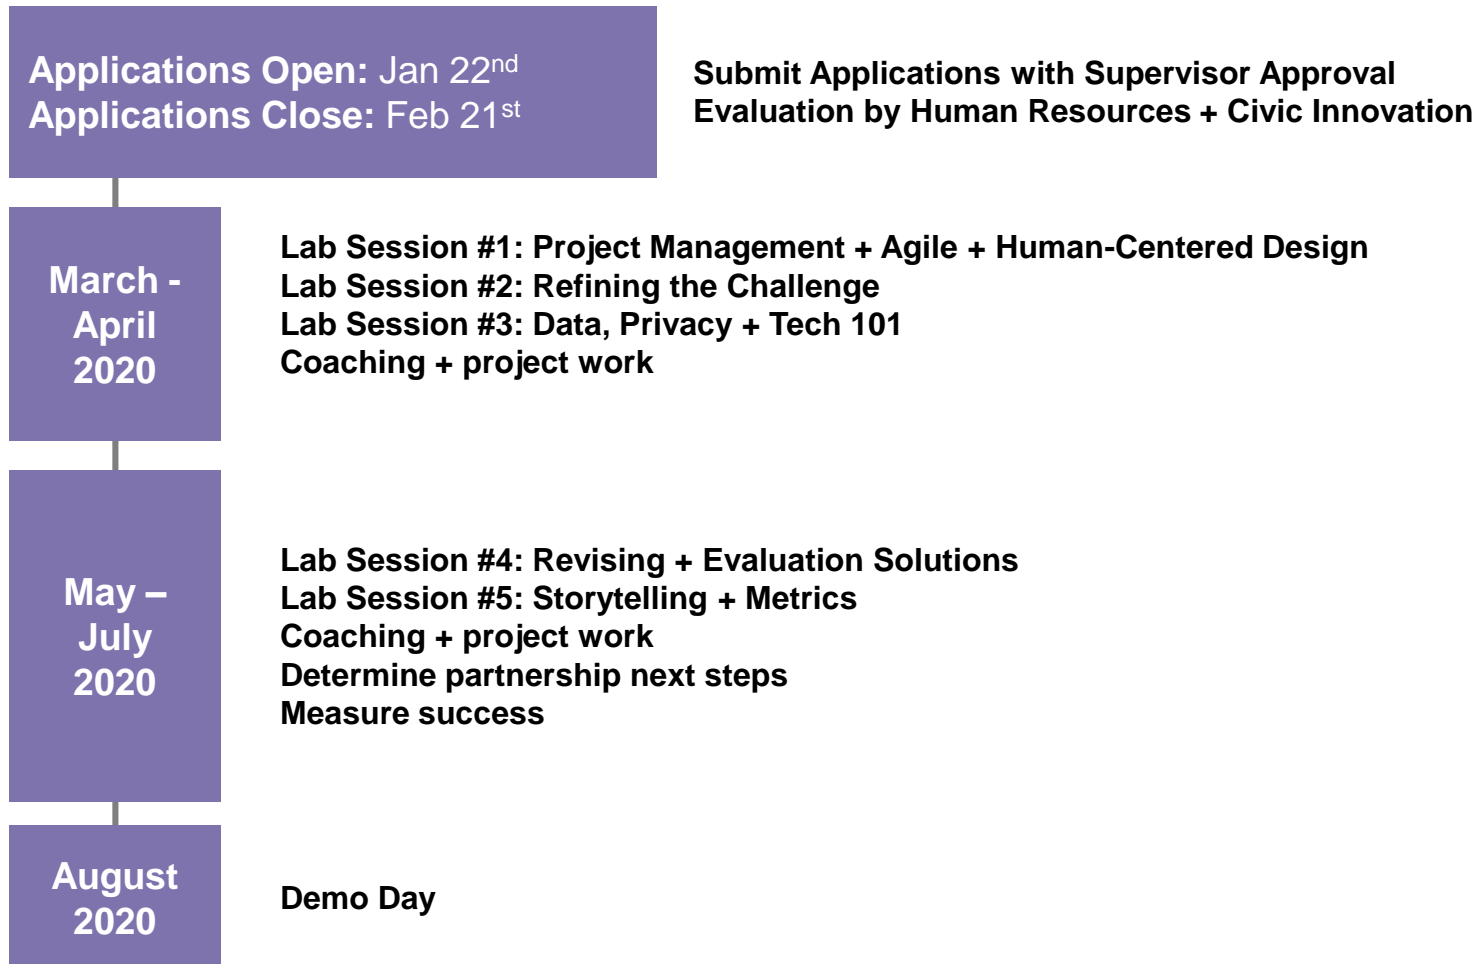 Applications Open: Jan 22nd
Applications Close: Feb 21st
Submit Applications with Supervisor Approval
Evaluation by Human Resources + Civic Innovation
March -
April
2020
Lab Session #1: Project Management + Agile + Human-Centered Design
Lab Session #2: Refining the Challenge
Lab Session #3: Data, Privacy + Tech 101
Coaching + project work
May –
July
2020
Lab Session #4: Revising + Evaluation Solutions
Lab Session #5: Storytelling + Metrics
Coaching + project work
Determine partnership next steps
Measure success
August
2020
Demo Day